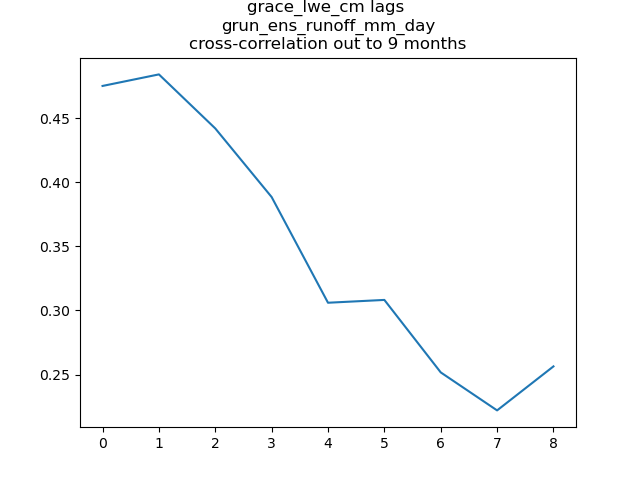 grace_lwe_cm lags
grun_ens_runoff_mm_day
cross-correlation out to 9 months
0.45
0.40
0.35
0.30
0.25
0 1 2 3 4 5 6 7 8